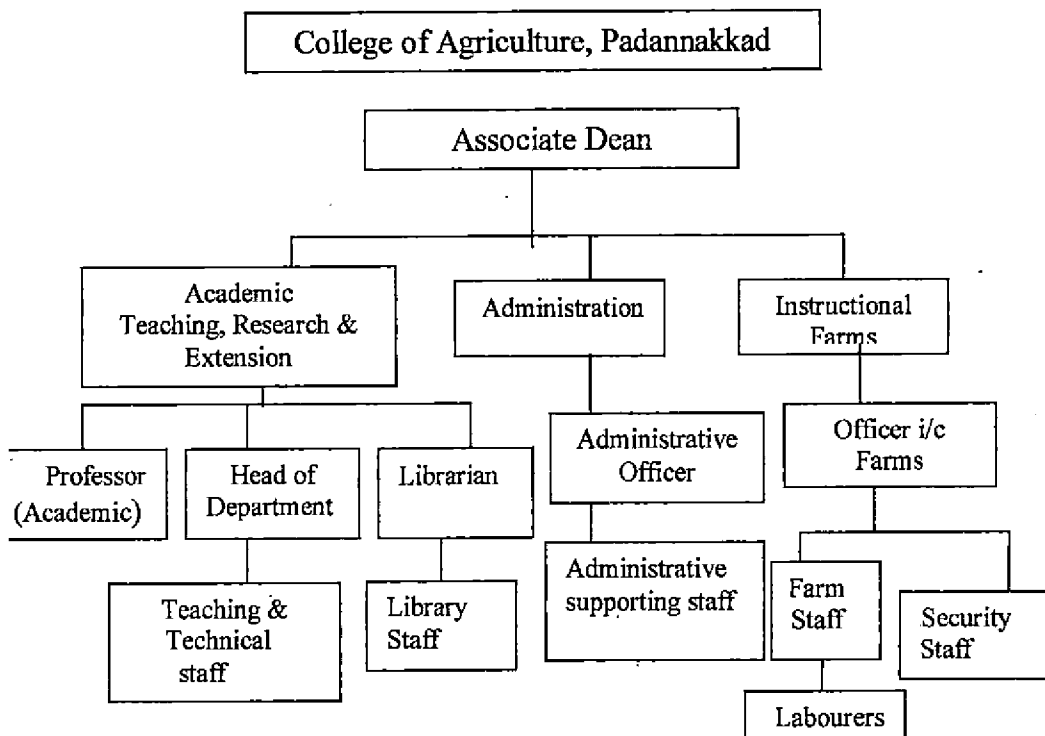 College of Agriculture, Padannakkad
Associate Dean
Academic
Teaching, Research &
Extension
Administration
Instructional
Farms
Professor
(Academic)
Head of
Department
Librarian
Administrative
Officer
Officer i/c
Farms
Teaching &
Technical
staff
Library
Staff
Administrative
supporting staff
Farm
Staff
Security
Staff
Labourers